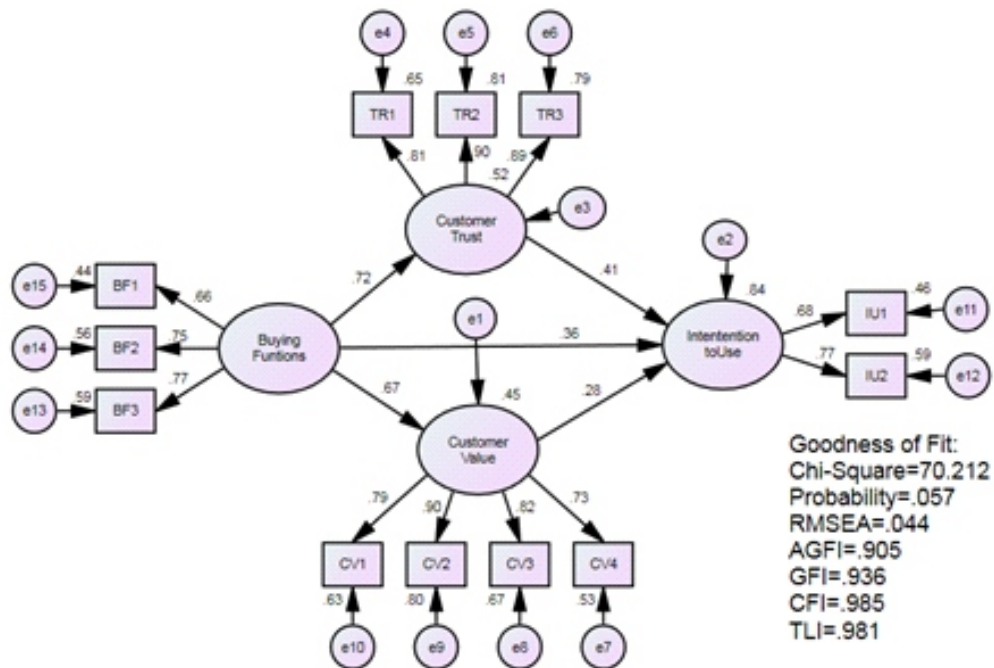 e4
e5
e6
.65
.81
.79
TR1
TR2
TR3
.81
.90
.89
.52
Customer
Trust
e3
e2
.72
.41
.84
e15
.44
BF1
.66
e14
.56
BF2
.75
e13
.59
BF3
.77
Buying
Funtions
e1
.36
Intentention
toUse
.68
IU1
.46
e11
.77
IU2
.59
e12
.67
.45
.28
Customer
Value
.79
.90
.82
.73
CV1
CV2
CV3
CV4
.63
.80
.67
.53
e10
e9
e8
e7
Goodness of Fit:
Chi-Square=70.212
Probability=.057
RMSEA=.044
AGFI=.905
GFI=.936
CFI=.985
TLI=.981